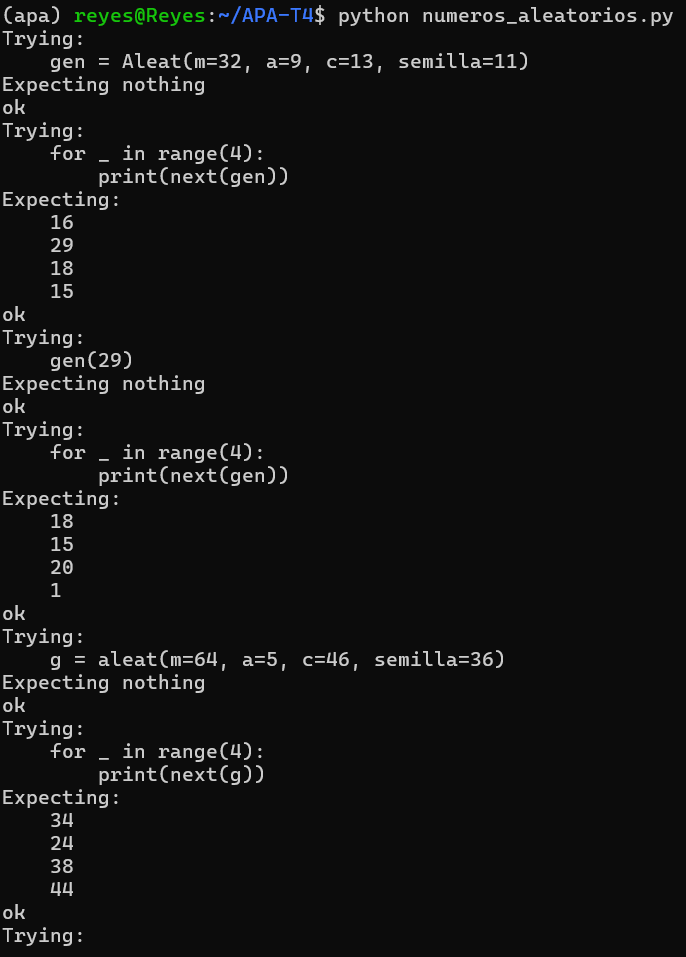 (apa) reyes@Reyes:~/APA-T4$ python numeros_aleatorios.py
Trying:
    gen = Aleat(m=32, a=9, c=13, semilla=11)
Expecting nothing
ok
Trying:
    for _ in range(4):
        print(next(gen))
Expecting:
    16
    29
    18
    15
ok
Trying:
    gen(29)
Expecting nothing
ok
Trying:
    for _ in range(4):
        print(next(gen))
Expecting:
    18
    15
    20
    1
ok
Trying:
    g = aleat(m=64, a=5, c=46, semilla=36)
Expecting nothing
ok
Trying:
    for _ in range(4):
        print(next(g))
Expecting:
    34
    24
    38
    44
ok
Trying: